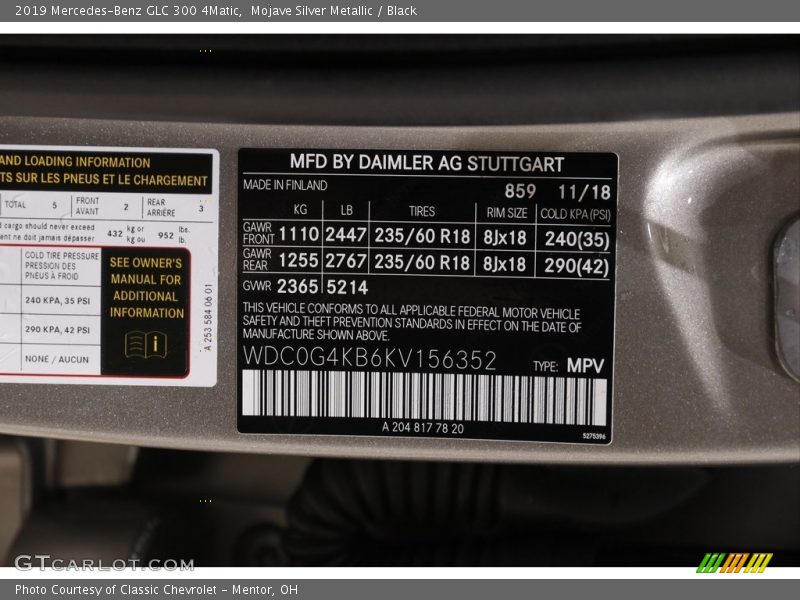 2019 Mercedes-Benz GLC 300 4Matic,  Mojave Silver Metallic / Black
AND LOADING INFORMATION
TS SUR LES PNEUS ET LE CHARGEMENT
TOTAL 5 FRONT AVANT 2 REAR ARRIÈRE 3
d cargo should never exceed
ent ne doit jamais dépasser
432 kg or kg ou 952 lbs. lb.
COLD TIRE PRESSURE
PRESSION DES
PNEUS À FROID
240 KPA, 35 PSI
290 KPA, 42 PSI
NONE / AUCUN
SEE OWNER'S
MANUAL FOR
ADDITIONAL
INFORMATION
i
A 253 584 06 01
MFD BY DAIMLER AG STUTTGART
MADE IN FINLAND
859 11/18
KG LB TIRES RIM SIZE COLD KPA (PSI)
GAWR FRONT 1110 2447 235/60 R18 8Jx18 240(35)
GAWR REAR 1255 2767 235/60 R18 8Jx18 290(42)
GVWR 2365 5214
THIS VEHICLE CONFORMS TO ALL APPLICABLE FEDERAL MOTOR VEHICLE
SAFETY AND THEFT PREVENTION STANDARDS IN EFFECT ON THE DATE OF
MANUFACTURE SHOWN ABOVE.
WDC0G4KB6KV156352 TYPE: MPV
A 204 817 78 20
5275396
GTCARLOT.COM
Photo Courtesy of Classic Chevrolet - Mentor, OH